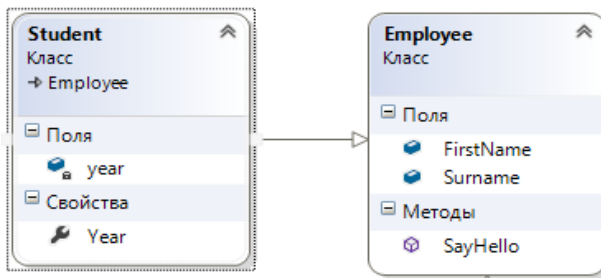 Student
Класс
Employee
Поля
year
Свойства
Year
Employee
Класс
Поля
FirstName
Surname
Методы
SayHello